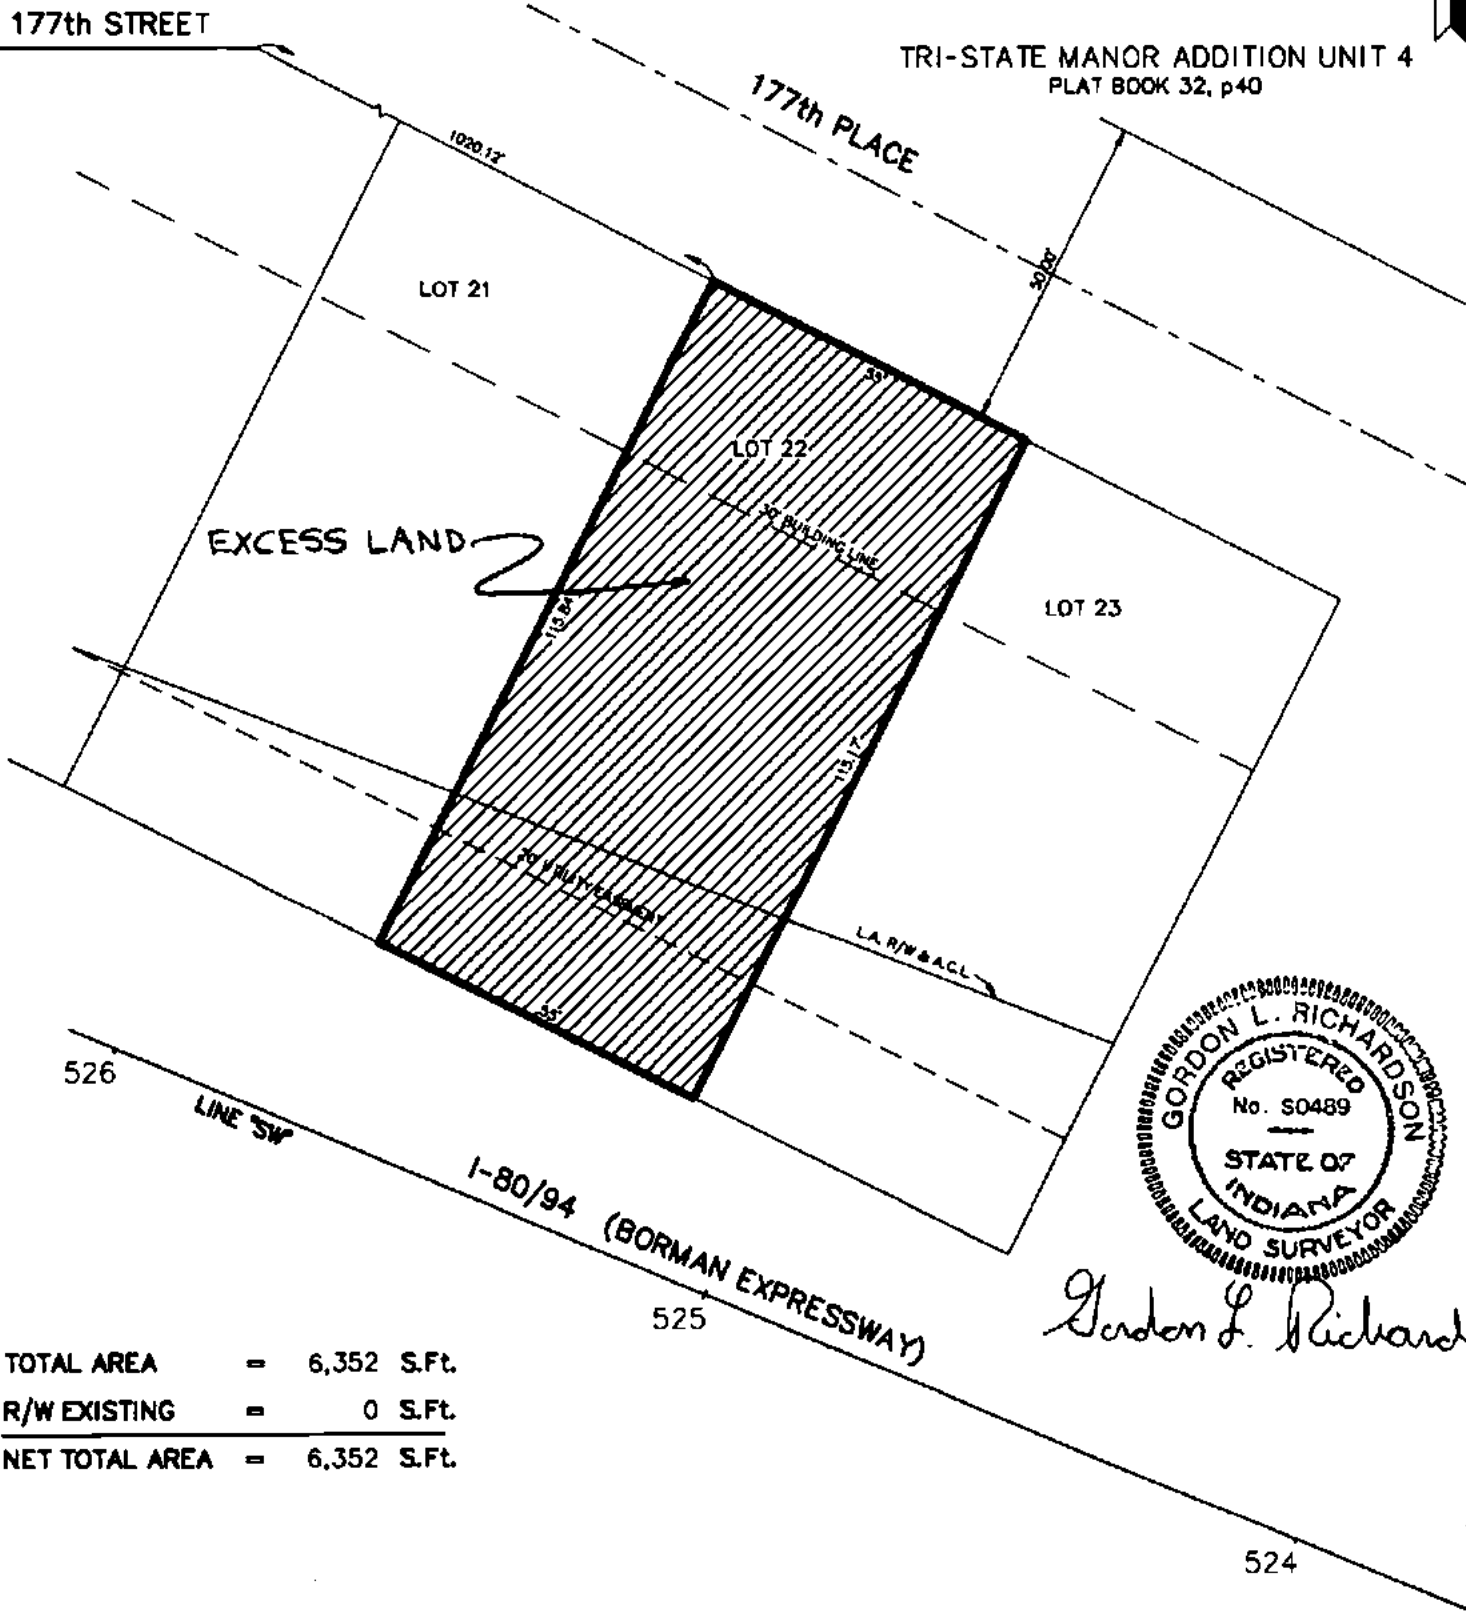 177th STREET
TRI-STATE MANOR ADDITION UNIT 4
PLAT BOOK 32, p40
177th PLACE
1020.12'
50.00'
LOT 21
55'
LOT 22
30' BUILDING LINE
EXCESS LAND
LOT 23
115.84'
115.17'
20' UTILITY EASEMENT
L.A. R/W & A.C.L.
55'
GORDON L. RICHARDSON
REGISTERED
No. S0489
STATE OF
INDIANA
LAND SURVEYOR
526
LINE "SW"
I-80/94 (BORMAN EXPRESSWAY)
525
Gordon L. Richard
TOTAL AREA = 6,352 S.Ft.
R/W EXISTING = 0 S.Ft.
NET TOTAL AREA = 6,352 S.Ft.
524